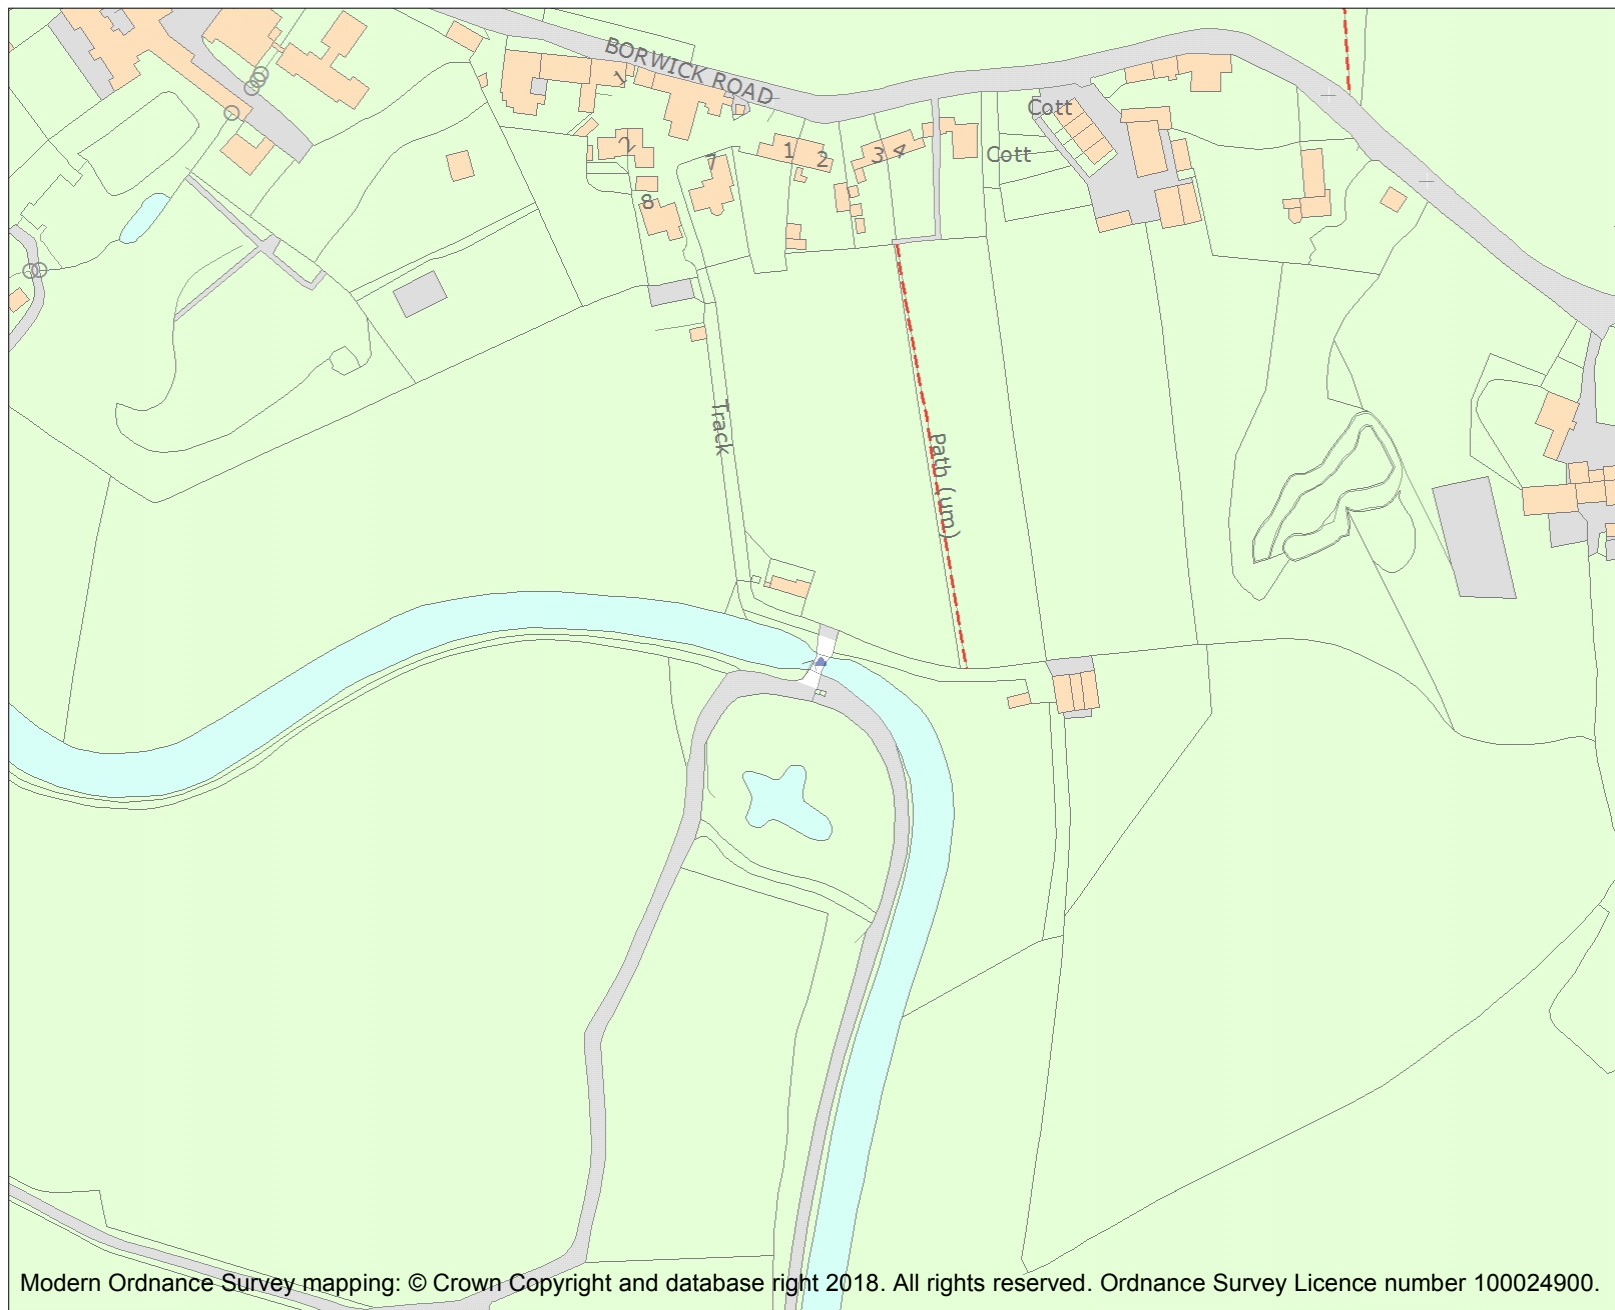 BORWICK ROAD
1
Cott
2
7
1
2
3
4
Cott
8
Track
Path (um)
Modern Ordnance Survey mapping: © Crown Copyright and database right 2018. All rights reserved. Ordnance Survey Licence number 100024900.